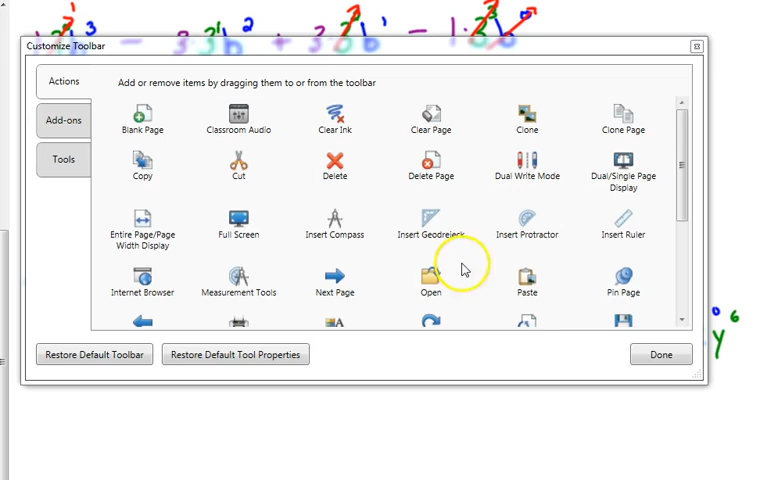 Customize Toolbar
Actions
Add or remove items by dragging them to or from the toolbar
Add-ons
Tools
Blank Page
Classroom Audio
Clear Ink
Clear Page
Clone
Clone Page
Copy
Cut
Delete
Delete Page
Dual Write Mode
Dual/Single Page
Display
Entire Page/Page
Width Display
Full Screen
Insert Compass
Insert Geodreieck
Insert Protractor
Insert Ruler
Internet Browser
Measurement Tools
Next Page
Open
Paste
Pin Page
Restore Default Toolbar
Restore Default Tool Properties
Done
y⁶